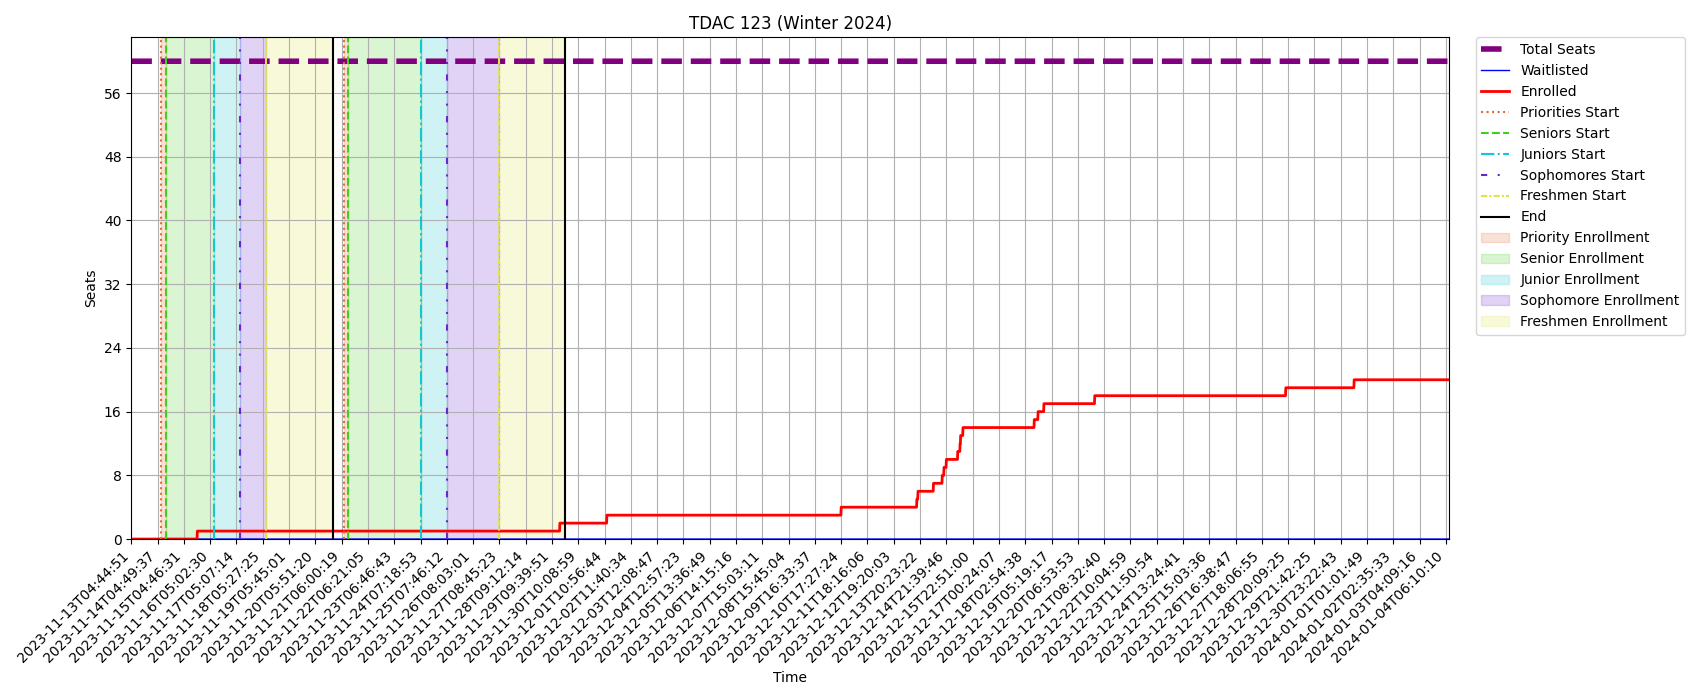 TDAC 123 (Winter 2024)
Total Seats
Waitlisted
Enrolled
Priorities Start
Seniors Start
Juniors Start
Sophomores Start
Freshmen Start
End
Priority Enrollment
Senior Enrollment
Junior Enrollment
Sophomore Enrollment
Freshmen Enrollment
Seats
56
48
40
32
24
16
8
0
2023-11-13T04:44:51
2023-11-14T04:49:37
2023-11-15T04:46:31
2023-11-16T05:02:30
2023-11-17T05:07:14
2023-11-18T05:27:25
2023-11-19T05:45:01
2023-11-20T05:51:20
2023-11-21T06:00:19
2023-11-22T06:21:05
2023-11-23T06:46:43
2023-11-24T07:18:53
2023-11-25T07:46:12
2023-11-26T08:03:01
2023-11-27T08:45:23
2023-11-28T09:12:14
2023-11-29T09:39:51
2023-11-30T10:08:59
2023-12-01T10:56:44
2023-12-02T11:40:34
2023-12-03T12:08:47
2023-12-04T12:57:23
2023-12-05T13:36:49
2023-12-06T14:15:16
2023-12-07T15:03:11
2023-12-08T15:45:04
2023-12-09T16:33:37
2023-12-10T17:27:24
2023-12-11T18:16:06
2023-12-13T19:20:03
2023-12-13T20:23:22
2023-12-14T21:39:46
2023-12-15T22:51:00
2023-12-17T00:24:07
2023-12-18T02:54:38
2023-12-19T05:19:17
2023-12-20T06:53:53
2023-12-21T08:32:40
2023-12-22T10:04:59
2023-12-23T11:50:54
2023-12-24T13:24:41
2023-12-25T15:03:36
2023-12-26T16:38:47
2023-12-27T18:06:55
2023-12-28T20:09:25
2023-12-29T21:42:25
2023-12-30T23:22:43
2024-01-01T01:01:49
2024-01-02T02:35:33
2024-01-03T04:09:16
2024-01-04T06:10:10
Time